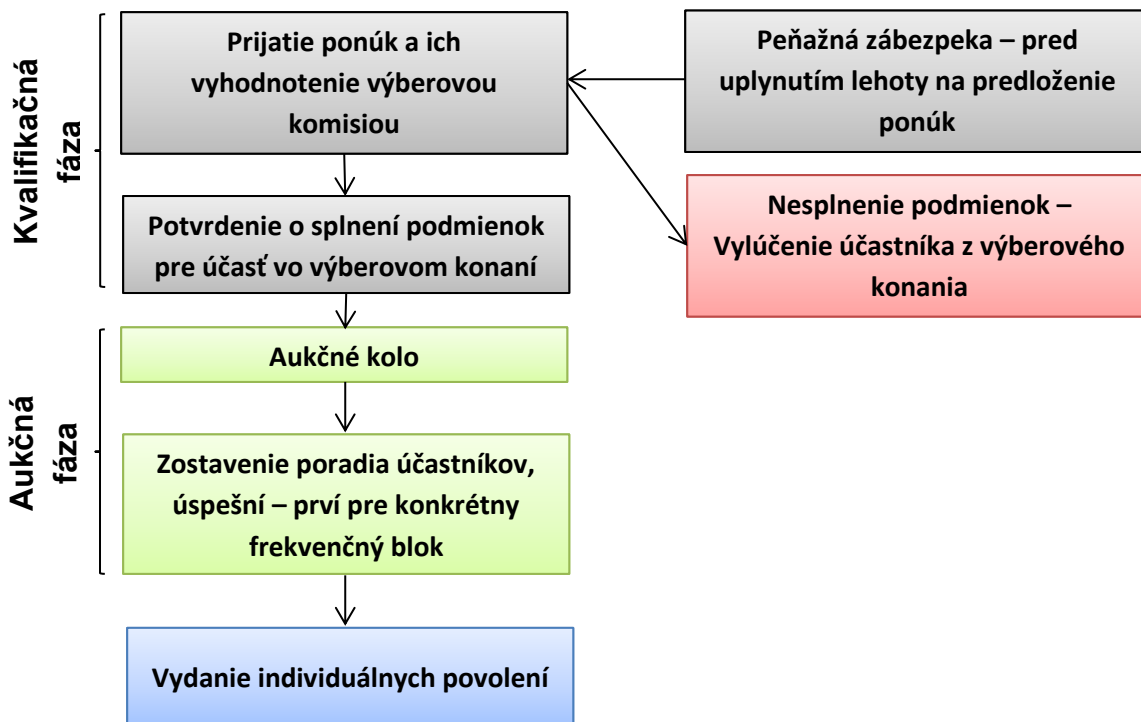 Kvalifikačná
fáza
Prijatie ponúk a ich
vyhodnotenie výberovou
komisiou
Peňažná zábezpeka – pred
uplynutím lehoty na predloženie
ponúk
Potvrdenie o splnení podmienok
pre účasť vo výberovom konaní
Nesplnenie podmienok –
Vylúčenie účastníka z výberového
konania
Aukčná
fáza
Aukčné kolo
Zostavenie poradia účastníkov,
úspešní – prví pre konkrétny
frekvenčný blok
Vydanie individuálnych povolení